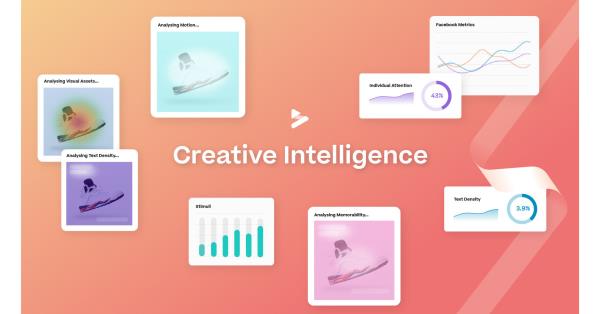 Analysing Motion...
Facebook Metrics
Analysing Visual Assets...
Individual Attention
43%
Creative Intelligence
Analysing Text Density...
Text Density
3.9%
Stimuli
Analysing Memorability...